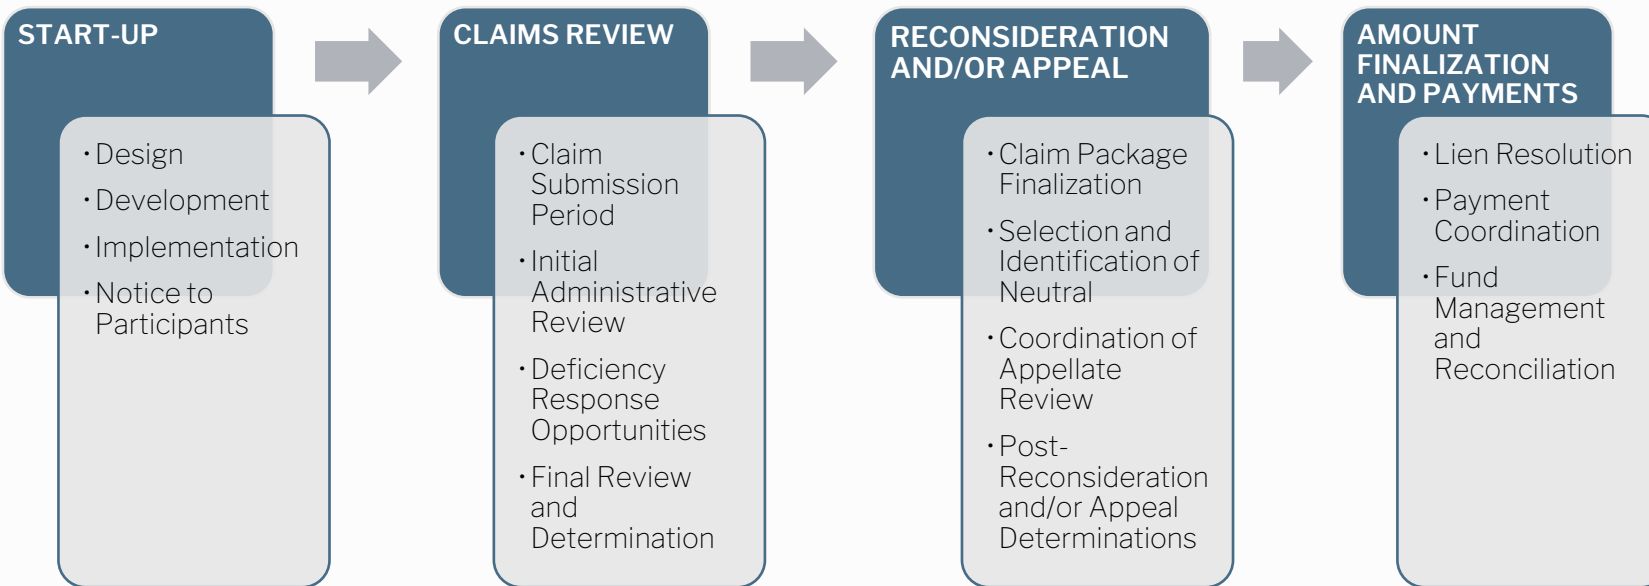 START-UP
· Design
· Development
· Implementation
· Notice to
Participants
CLAIMS REVIEW
· Claim
Submission
Period
· Initial
Administrative
Review
· Deficiency
Response
Opportunities
· Final Review
and
Determination
RECONSIDERATION
AND/OR APPEAL
· Claim Package
Finalization
· Selection and
Identification of
Neutral
· Coordination of
Appellate
Review
· Post-
Reconsideration
and/or Appeal
Determinations
AMOUNT
FINALIZATION
AND PAYMENTS
· Lien Resolution
· Payment
Coordination
· Fund
Management
and
Reconciliation